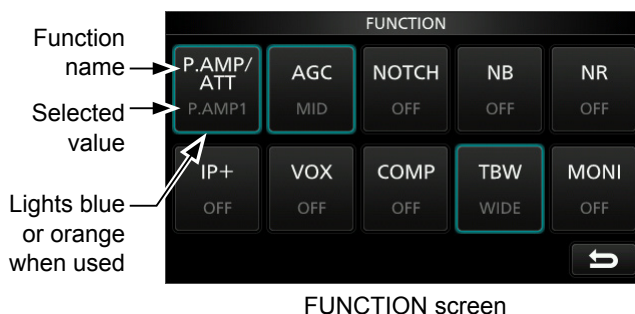 FUNCTION
Function
name
P.AMP/
ATT
AGC
NOTCH
NB
NR
Selected
value
P.AMP1
MID
OFF
OFF
OFF
IP+
VOX
COMP
TBW
MONI
OFF
OFF
OFF
WIDE
OFF
Lights blue
or orange
when used
FUNCTION screen